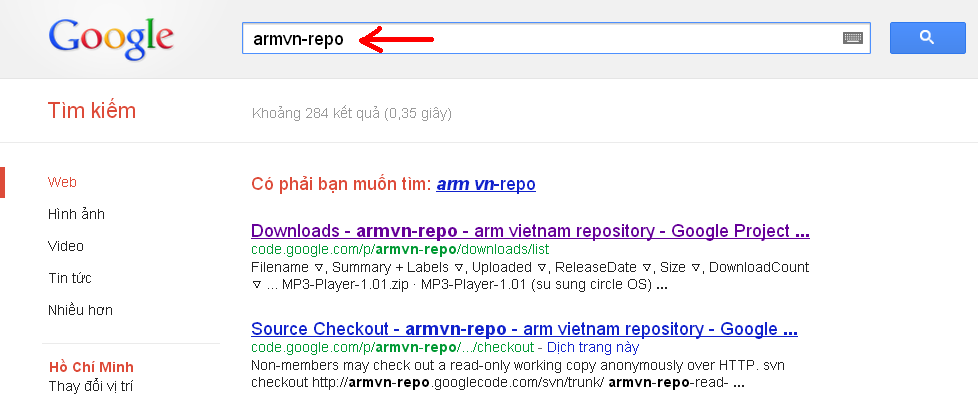 Google
armvn-repo
Tìm kiếm
Khoảng 284 kết quả (0,35 giây)
Web
Hình ảnh
Video
Tin tức
Nhiều hơn
Hồ Chí Minh
Thay đổi vị trí
Có phải bạn muốn tìm: arm vn-repo
Downloads - armvn-repo - arm vietnam repository - Google Project ...
code.google.com/p/armvn-repo/downloads/list
Filename ▿, Summary + Labels ▿, Uploaded ▿, ReleaseDate ▿, Size ▿, DownloadCount
▿ ... MP3-Player-1.01.zip · MP3-Player-1.01 (su sung circle OS) ...
Source Checkout - armvn-repo - arm vietnam repository - Google ...
code.google.com/p/armvn-repo/.../checkout - Dịch trang này
Non-members may check out a read-only working copy anonymously over HTTP. svn
checkout http://armvn-repo.googlecode.com/svn/trunk/ armvn-repo-read- ...